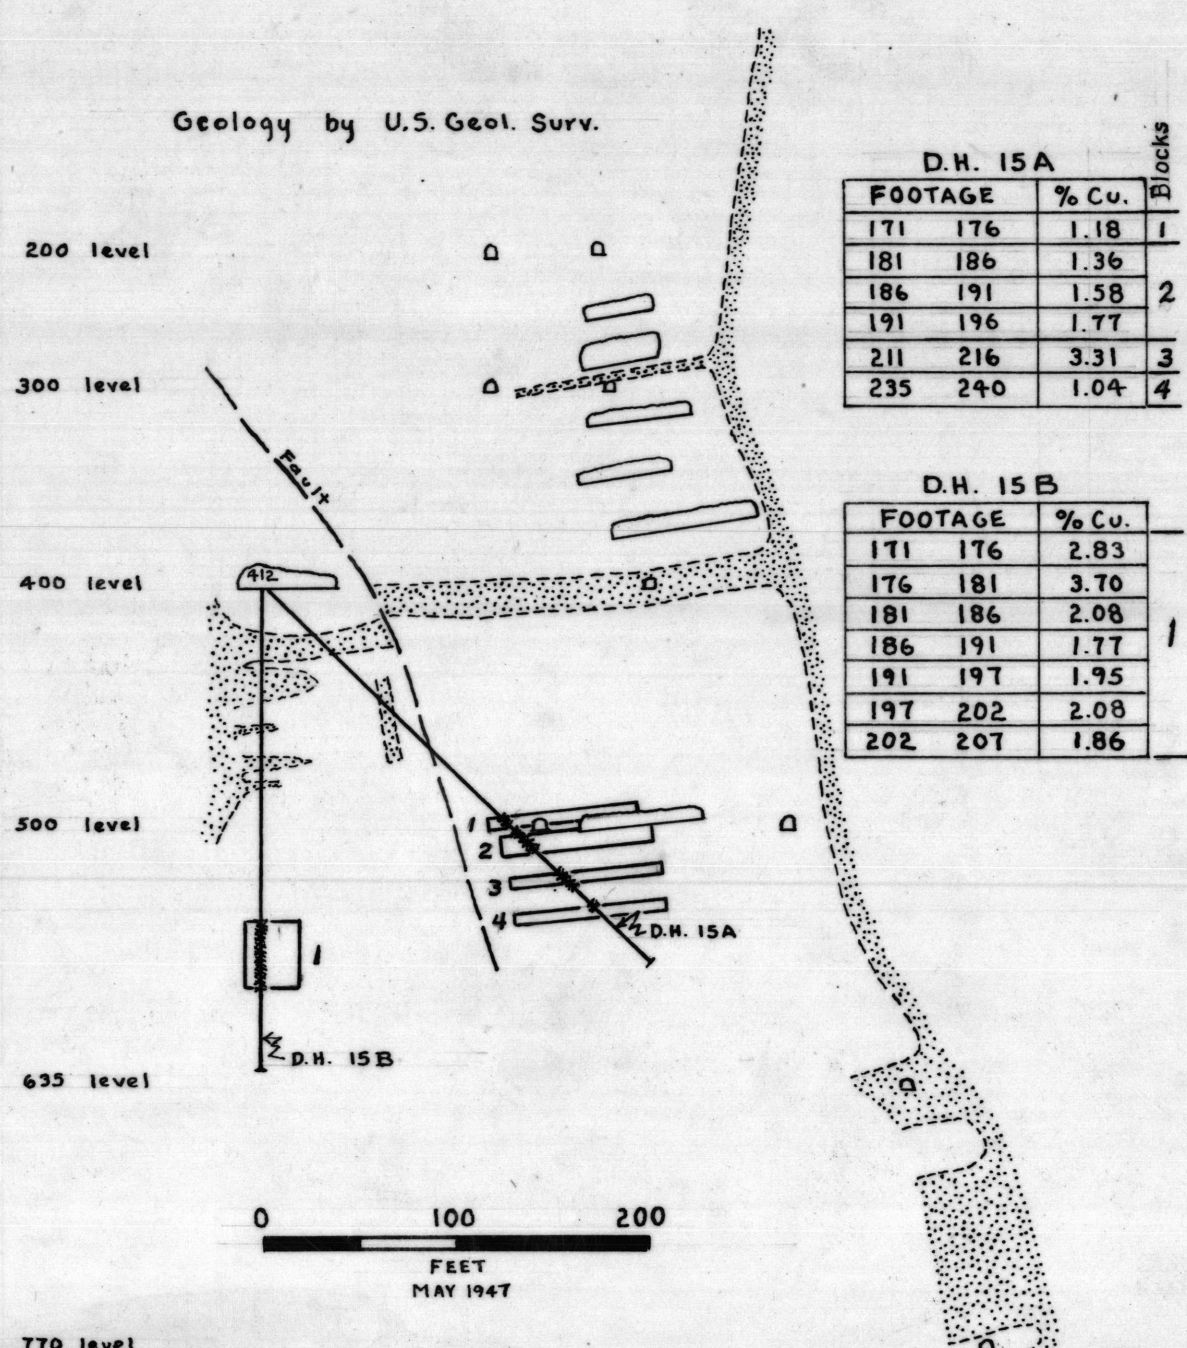 Geology by U.S. Geol. Surv.
D.H. 15A
FOOTAGE % Cu. Blocks
171 176 1.18 1
181 186 1.36
186 191 1.58 2
191 196 1.77
211 216 3.31 3
235 240 1.04 4
200 level
300 level
Fault
D.H. 15B
FOOTAGE % Cu.
171 176 2.83
176 181 3.70
181 186 2.08
186 191 1.77 1
191 197 1.95
197 202 2.08
202 207 1.86
400 level
412
500 level
1
2
3
4
D.H. 15A
1
D.H. 15B
635 level
0 100 200
FEET
MAY 1947
770 level